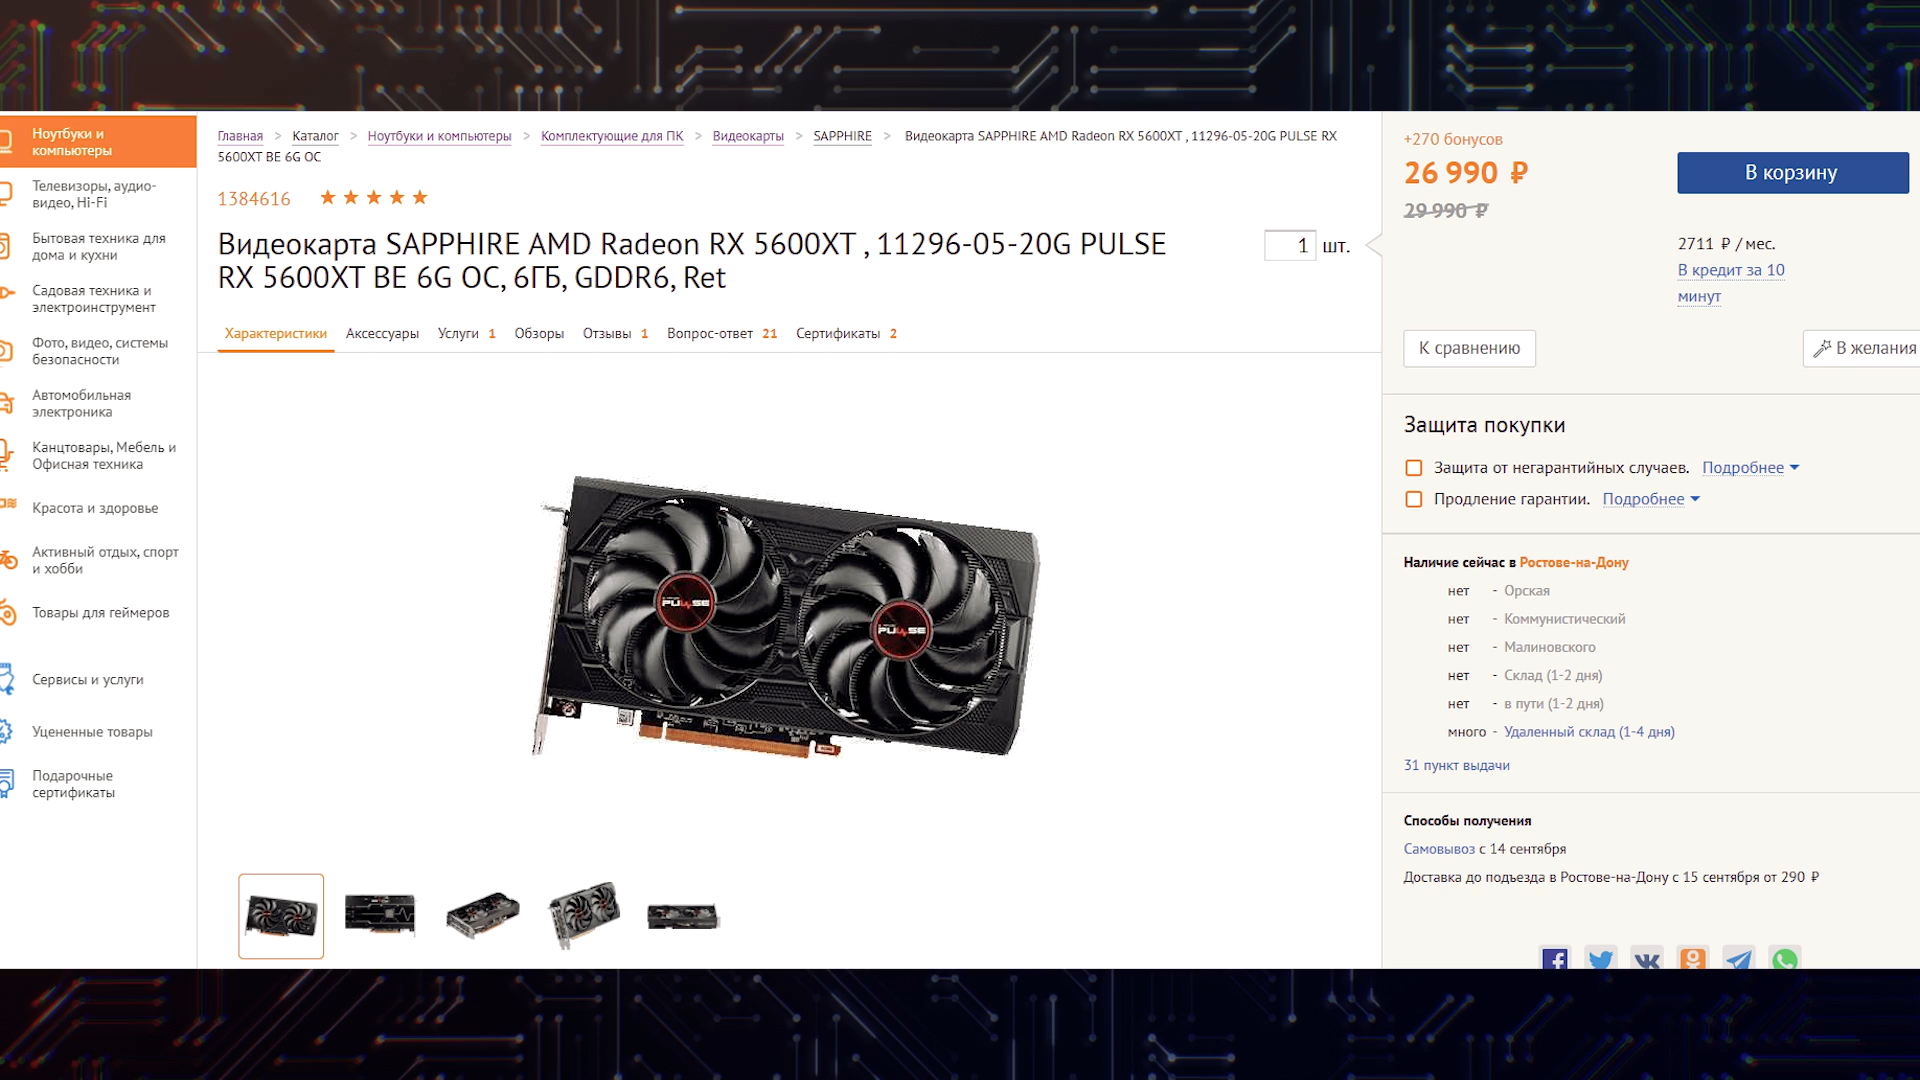 Ноутбуки и
компьютеры
Телевизоры, аудио-
видео, Hi-Fi
Бытовая техника для
дома и кухни
Садовая техника и
электроинструмент
Фото, видео, системы
безопасности
Автомобильная
электроника
Канцтовары, Мебель и
Офисная техника
Красота и здоровье
Активный отдых, спорт
и хобби
Товары для геймеров
Сервисы и услуги
Уцененные товары
Подарочные
сертификаты
Главная > Каталог > Ноутбуки и компьютеры > Комплектующие для ПК > Видеокарты > SAPPHIRE > Видеокарта SAPPHIRE AMD Radeon RX 5600XT , 11296-05-20G PULSE RX
5600XT BE 6G OC
1384616
Видеокарта SAPPHIRE AMD Radeon RX 5600XT , 11296-05-20G PULSE
RX 5600XT BE 6G OC, 6ГБ, GDDR6, Ret
1 шт.
Характеристики Аксессуары Услуги 1 Обзоры Отзывы 1 Вопрос-ответ 21 Сертификаты 2
PULSE
PULSE
+270 бонусов
26 990 ₽
29 990 ₽
В корзину
2711 ₽ / мес.
В кредит за 10
минут
К сравнению
В желания
Защита покупки
Защита от негарантийных случаев. Подробнее
Продление гарантии. Подробнее
Наличие сейчас в Ростове-на-Дону
нет - Орская
нет - Коммунистический
нет - Малиновского
нет - Склад (1-2 дня)
нет - в пути (1-2 дня)
много - Удаленный склад (1-4 дня)
31 пункт выдачи
Способы получения
Самовывоз с 14 сентября
Доставка до подъезда в Ростове-на-Дону с 15 сентября от 290 ₽